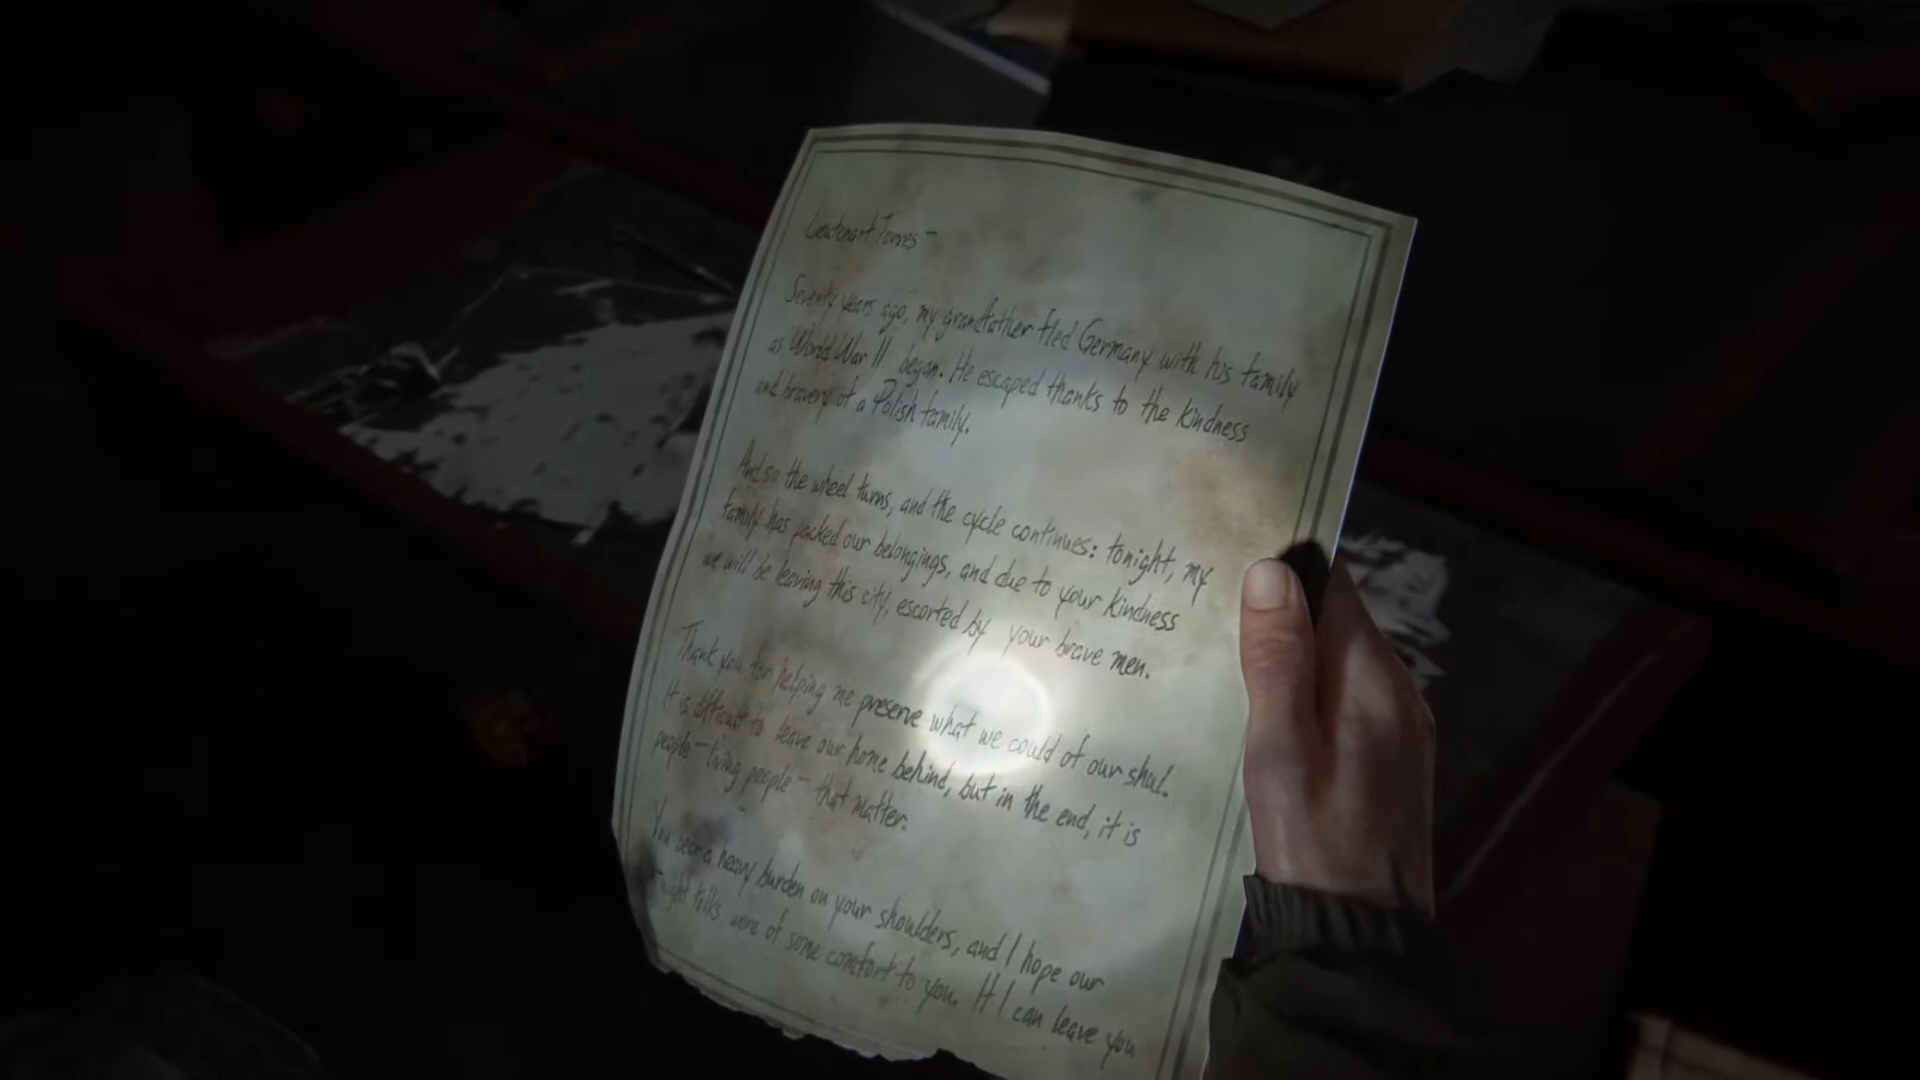 Lieutenant Torres-
Seventy years ago, my grandfather fled Germany with his family
as World War II began. He escaped thanks to the kindness
and bravery of a Polish family.
And so the wheel turns, and the cycle continues: tonight, my
family has packed our belongings, and due to your kindness
we will be leaving this city, escorted by your brave men.
Thank you for helping me preserve what we could of our shul.
It is difficult to leave our home behind, but in the end, it is
people - living people - that matter.
You bear a heavy burden on your shoulders, and I hope our
talks were of some comfort to you. If I can leave you